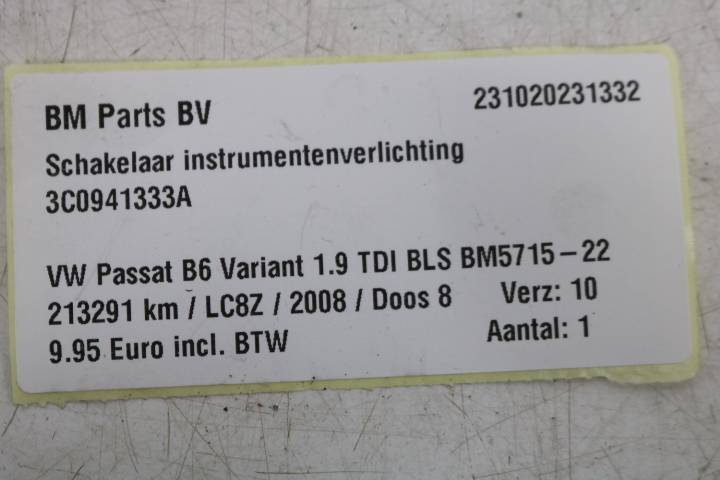 BM Parts BV 231020231332
Schakelaar instrumentenverlichting
3C0941333A
VW Passat B6 Variant 1.9 TDI BLS BM5715-22
213291 km / LC8Z / 2008 / Doos 8 Verz: 10
9.95 Euro incl. BTW Aantal: 1